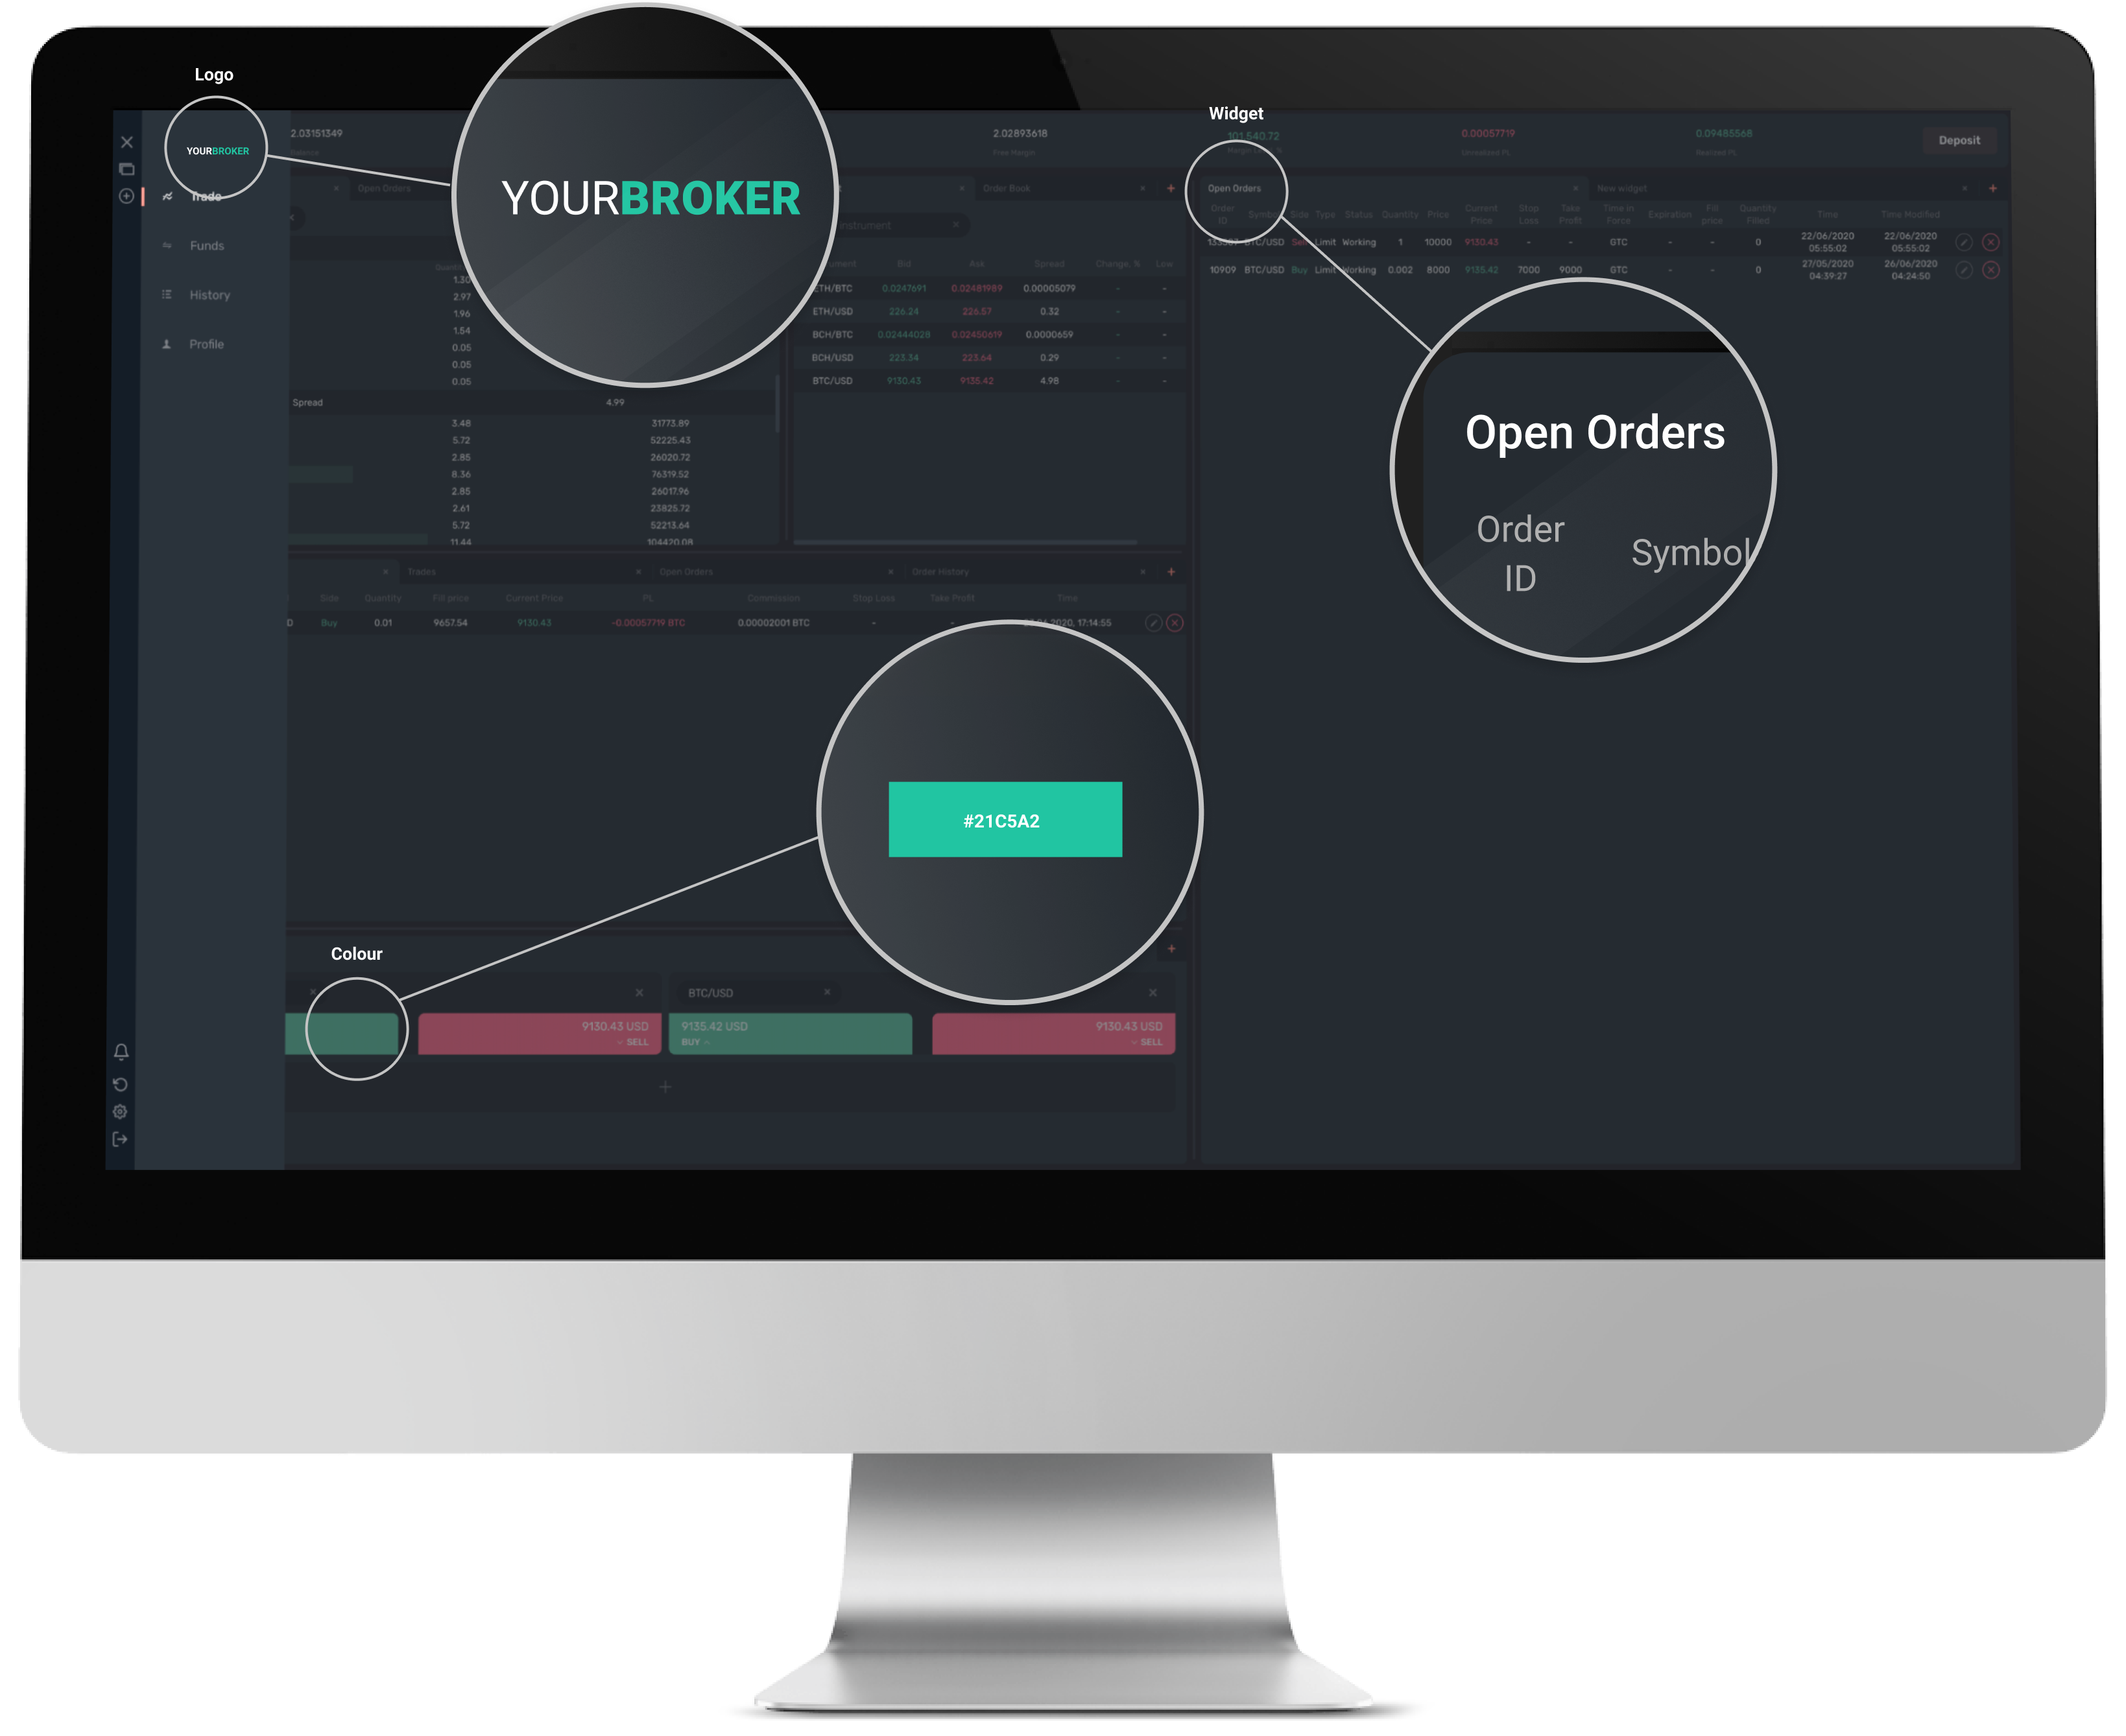 Logo
YOURBROKER
YOURBROKER
Widget
2.03151349
Balance
2.02893618
Free Margin
101,540.72
0.00057719
Unrealized PL
0.09485568
Realized PL
Deposit
Trade
Funds
History
Profile
Open Orders
Order Book
Open Orders
New widget
Instrument
Bid Ask Spread Change, % Low
ETH/BTC 0.0247691 0.02481989 0.00005079 - -
ETH/USD 226.24 226.57 0.32 - -
BCH/BTC 0.02444028 0.02450619 0.0000659 - -
BCH/USD 223.34 223.64 0.29 - -
BTC/USD 9130.43 9135.42 4.98 - -
Order ID Symbol Side Type Status Quantity Price Current Price Stop Loss Take Profit Time in Force Expiration Fill price Quantity Filled Time Time Modified
BTC/USD Sell Limit Working 1 10000 9130.43 - - GTC - - 0 22/06/2020 05:55:02 22/06/2020 05:55:02
10909 BTC/USD Buy Limit Working 0.002 8000 9135.42 7000 9000 GTC - - 0 27/05/2020 04:39:27 26/06/2020 04:24:50
1.30
2.97
1.96
1.54
0.05
0.05
0.05
Spread 4.99
3.48 31773.89
5.72 52225.43
2.85 26020.72
8.36 76319.52
2.85 26017.96
2.61 23825.72
5.72 52213.64
11.44 104420.08
Open Orders
Order
ID
Symbol
Trades
Open Orders
Order History
Side Quantity Fill price Current Price PL Commission Stop Loss Take Profit Time
D Buy 0.01 9657.54 9130.43 -0.00057719 BTC 0.00002001 BTC - - 2020, 17:14:55
#21C5A2
Colour
BTC/USD
9130.43 USD
SELL
9135.42 USD
BUY
9130.43 USD
SELL